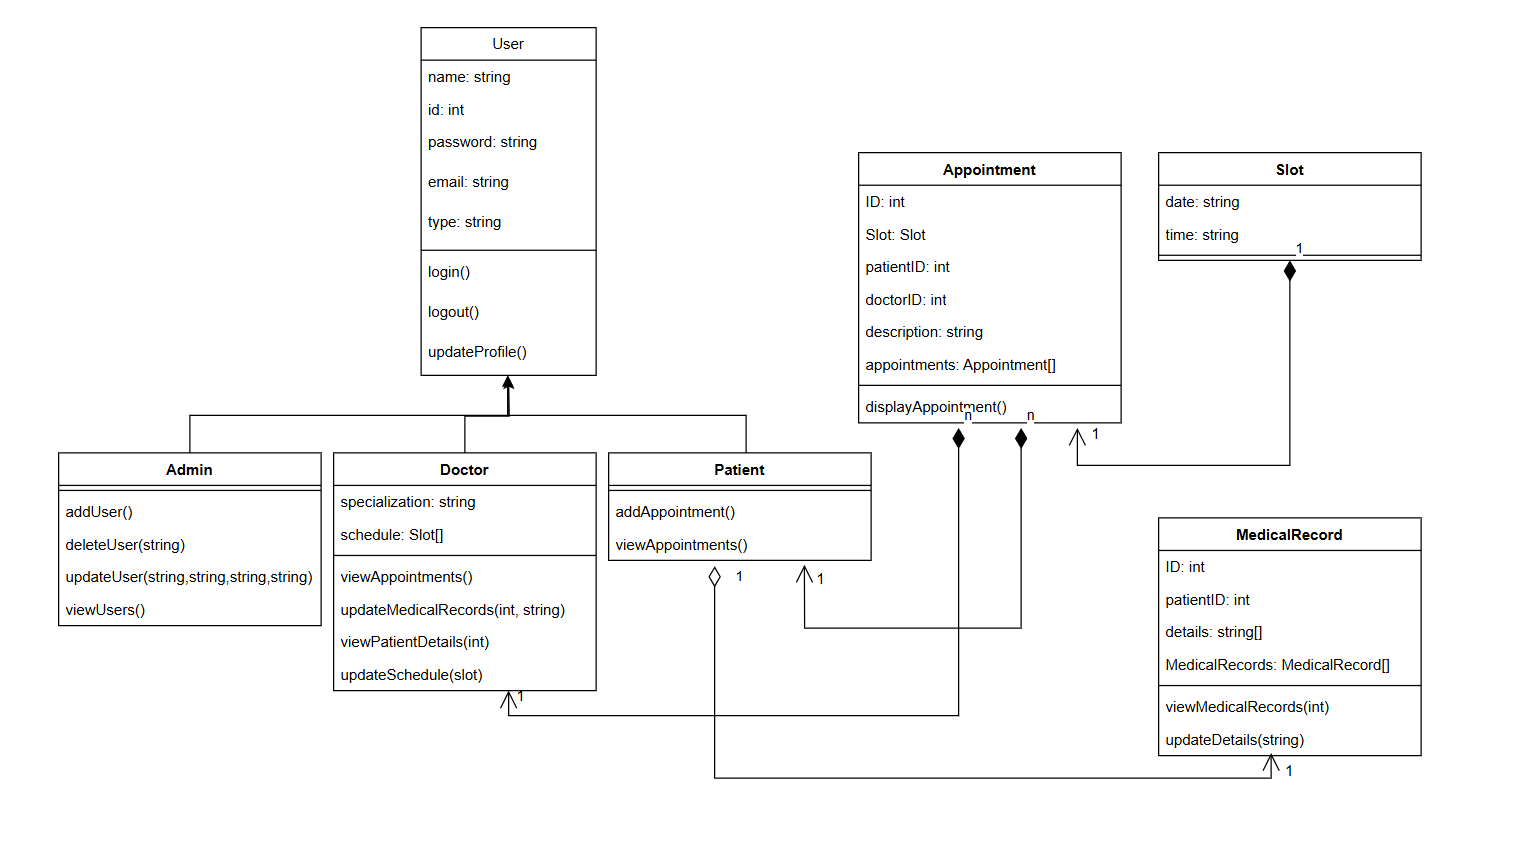 User
name: string
id: int
password: string
email: string
type: string
login()
logout()
updateProfile()
Appointment
ID: int
Slot: Slot
patientID: int
doctorID: int
description: string
appointments: Appointment[]
displayAppointment()
n
n
1
Slot
date: string
time: string
1
Admin
addUser()
deleteUser(string)
updateUser(string,string,string,string)
viewUsers()
Doctor
specialization: string
schedule: Slot[]
viewAppointments()
updateMedicalRecords(int, string)
viewPatientDetails(int)
updateSchedule(slot)
1
Patient
addAppointment()
viewAppointments()
1
1
MedicalRecord
ID: int
patientID: int
details: string[]
MedicalRecords: MedicalRecord[]
viewMedicalRecords(int)
updateDetails(string)
1